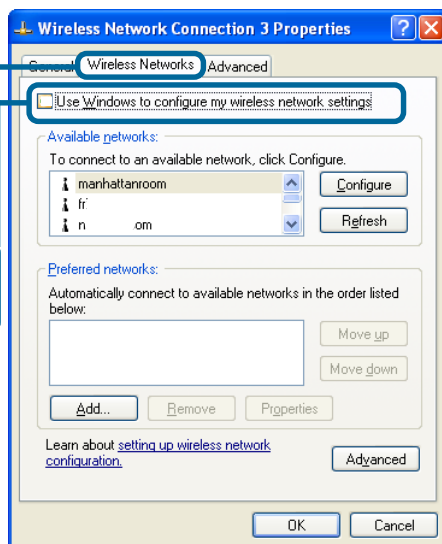 Wireless Network Connection 3 Properties
General Wireless Networks Advanced
Use Windows to configure my wireless network settings
Available networks:
To connect to an available network, click Configure.
manhattanroom
Configure
Refresh
Preferred networks:
Automatically connect to available networks in the order listed
below:
Move up
Move down
Add... Remove Properties
Learn about setting up wireless network
configuration.
Advanced
OK Cancel